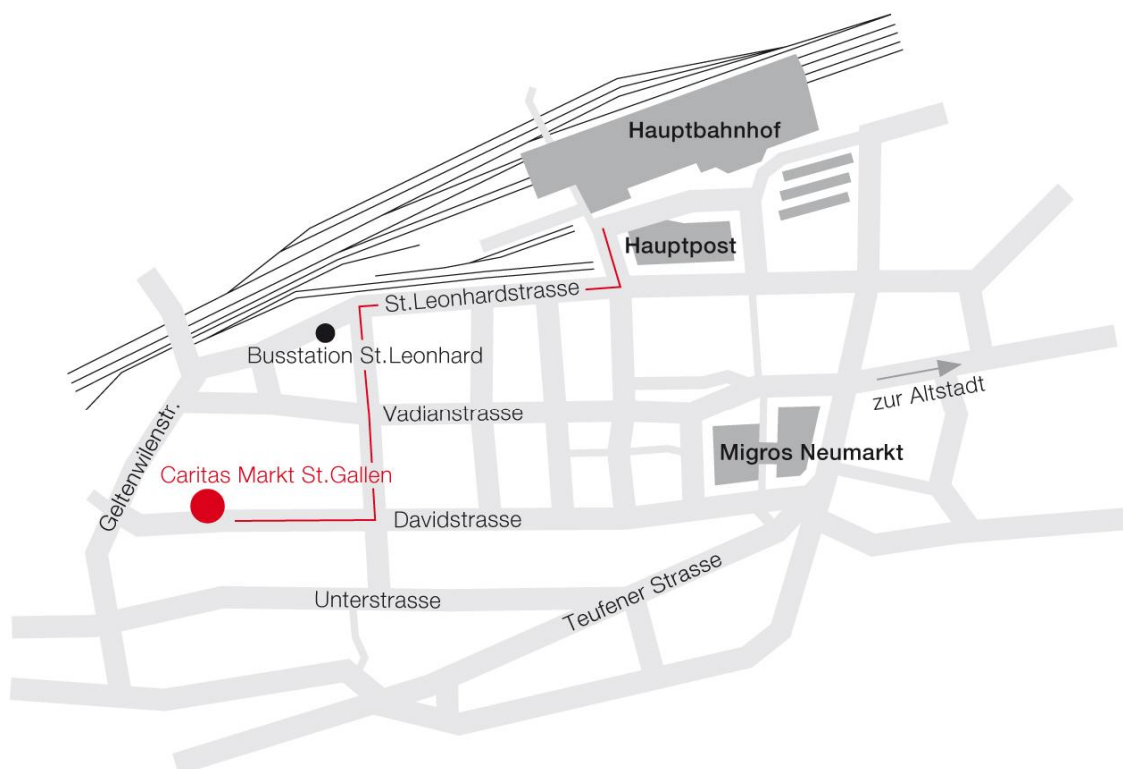 Hauptbahnhof
Hauptpost
St.Leonhardstrasse
Busstation St.Leonhard
zur Altstadt
Vadianstrasse
Geltenwilenstr.
Migros Neumarkt
Caritas Markt St.Gallen
Davidstrasse
Teufener Strasse
Unterstrasse